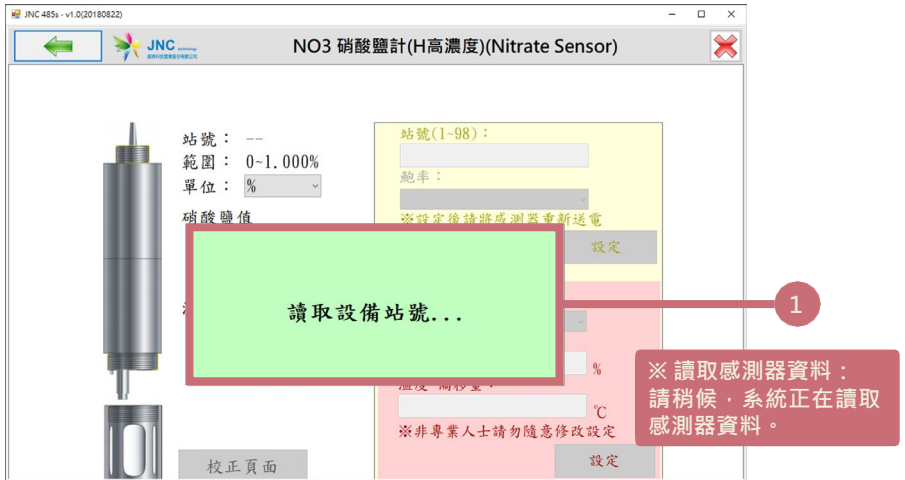 JNC 485s - v1.0(20180822)
JNC technology
NO3 硝酸鹽計(H高濃度)(Nitrate Sensor)
站號： --
範圍： 0~1.000%
單位： %
硝酸鹽值
站號(1~98)：
鮑率：
※設定後請將感測器重新送電
設定
讀取設備站號...
1
%
℃
※非專業人士請勿隨意修改設定
設定
校正頁面
※ 讀取感測器資料：
請稍候，系統正在讀取
感測器資料。